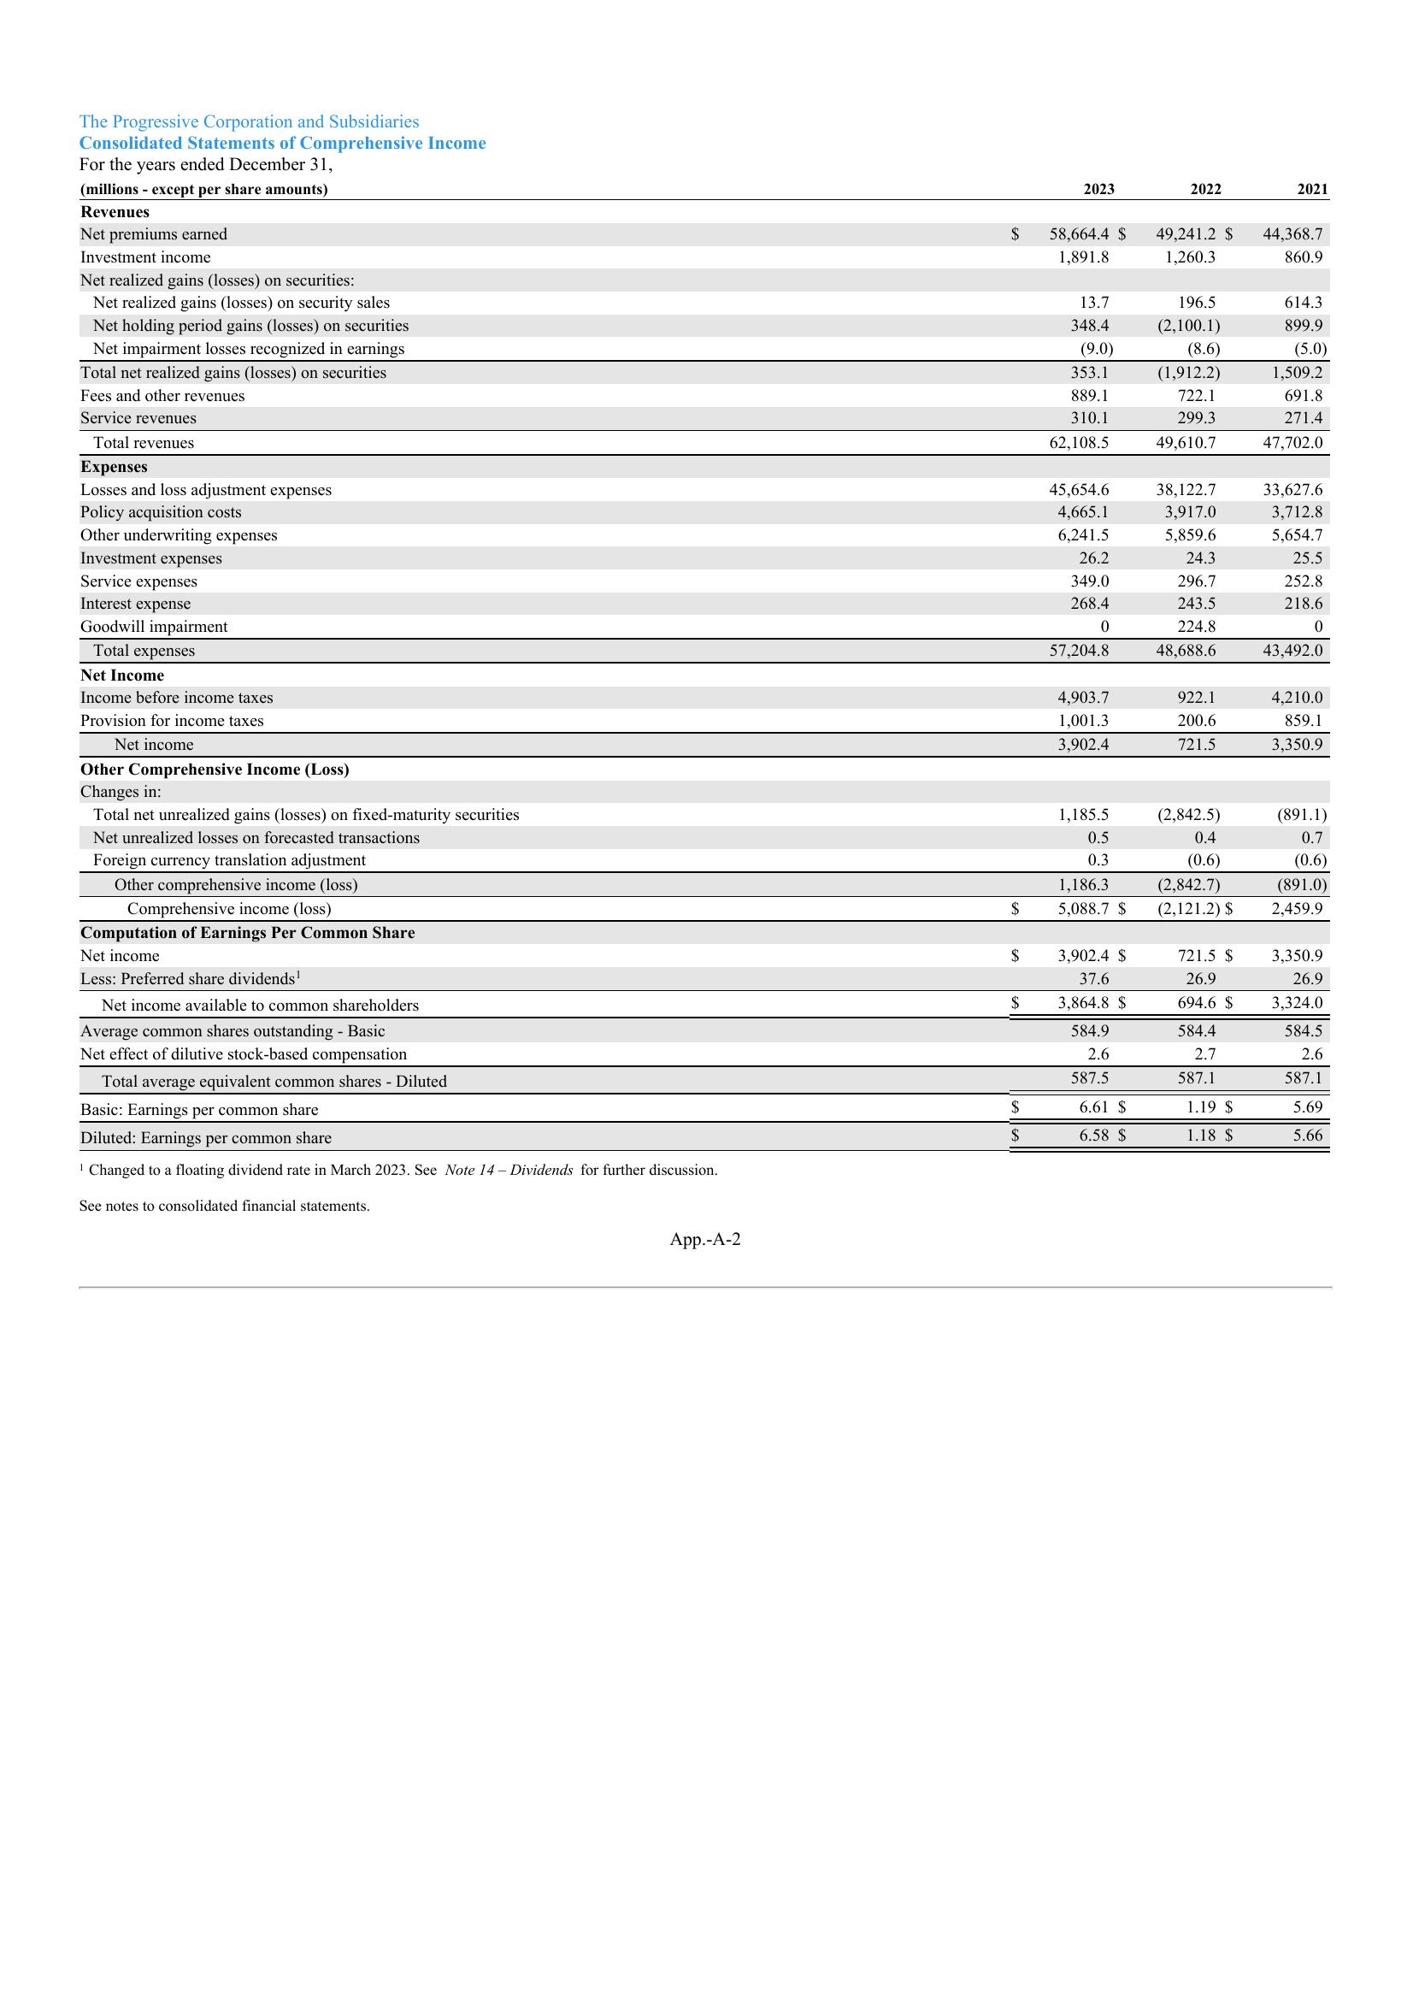 The Progressive Corporation and Subsidiaries
Consolidated Statements of Comprehensive Income
For the years ended December 31,
(millions - except per share amounts) 2023 2022 2021
Revenues
Net premiums earned $ 58,664.4 $ 49,241.2 $ 44,368.7
Investment income 1,891.8 1,260.3 860.9
Net realized gains (losses) on securities:
Net realized gains (losses) on security sales 13.7 196.5 614.3
Net holding period gains (losses) on securities 348.4 (2,100.1) 899.9
Net impairment losses recognized in earnings (9.0) (8.6) (5.0)
Total net realized gains (losses) on securities 353.1 (1,912.2) 1,509.2
Fees and other revenues 889.1 722.1 691.8
Service revenues 310.1 299.3 271.4
Total revenues 62,108.5 49,610.7 47,702.0
Expenses
Losses and loss adjustment expenses 45,654.6 38,122.7 33,627.6
Policy acquisition costs 4,665.1 3,917.0 3,712.8
Other underwriting expenses 6,241.5 5,859.6 5,654.7
Investment expenses 26.2 24.3 25.5
Service expenses 349.0 296.7 252.8
Interest expense 268.4 243.5 218.6
Goodwill impairment 0 224.8 0
Total expenses 57,204.8 48,688.6 43,492.0
Net Income
Income before income taxes 4,903.7 922.1 4,210.0
Provision for income taxes 1,001.3 200.6 859.1
Net income 3,902.4 721.5 3,350.9
Other Comprehensive Income (Loss)
Changes in:
Total net unrealized gains (losses) on fixed-maturity securities 1,185.5 (2,842.5) (891.1)
Net unrealized losses on forecasted transactions 0.5 0.4 0.7
Foreign currency translation adjustment 0.3 (0.6) (0.6)
Other comprehensive income (loss) 1,186.3 (2,842.7) (891.0)
Comprehensive income (loss) $ 5,088.7 $ (2,121.2) $ 2,459.9
Computation of Earnings Per Common Share
Net income $ 3,902.4 $ 721.5 $ 3,350.9
Less: Preferred share dividends¹ 37.6 26.9 26.9
Net income available to common shareholders $ 3,864.8 $ 694.6 $ 3,324.0
Average common shares outstanding - Basic 584.9 584.4 584.5
Net effect of dilutive stock-based compensation 2.6 2.7 2.6
Total average equivalent common shares - Diluted 587.5 587.1 587.1
Basic: Earnings per common share $ 6.61 $ 1.19 $ 5.69
Diluted: Earnings per common share $ 6.58 $ 1.18 $ 5.66
¹ Changed to a floating dividend rate in March 2023. See Note 14 – Dividends for further discussion.
See notes to consolidated financial statements.
App.-A-2